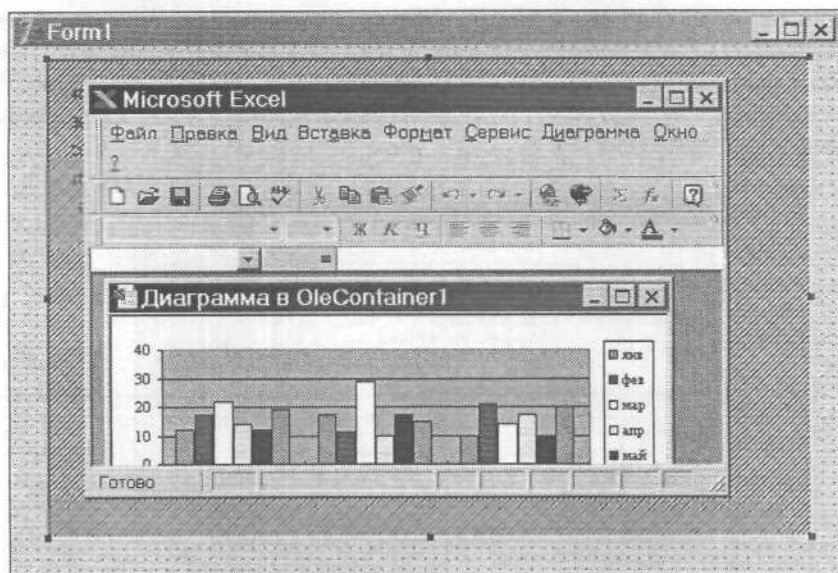 Form1
Microsoft Excel
Файл Правка Вид Вставка Формат Сервис Диаграмма Окно
?
Ж К Ч
=
Диаграмма в OleContainer1
40
30
20
10
0
янв
фев
мар
апр
май
Готово